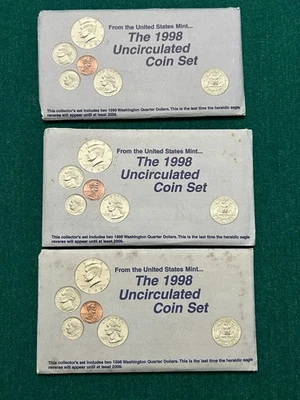 From the United States Mint...
The 1998
Uncirculated
Coin Set
This collector's set includes two 1998 Washington Quarter Dollars. This is the last time the heraldic eagle
reverse will appear until at least 2009.
From the United States Mint...
The 1998
Uncirculated
Coin Set
This collector's set includes two 1998 Washington Quarter Dollars. This is the last time the heraldic eagle
reverse will appear until at least 2009.
From the United States Mint...
The 1998
Uncirculated
Coin Set
This collector's set includes two 1998 Washington Quarter Dollars. This is the last time the heraldic eagle
reverse will appear until at least 2009.